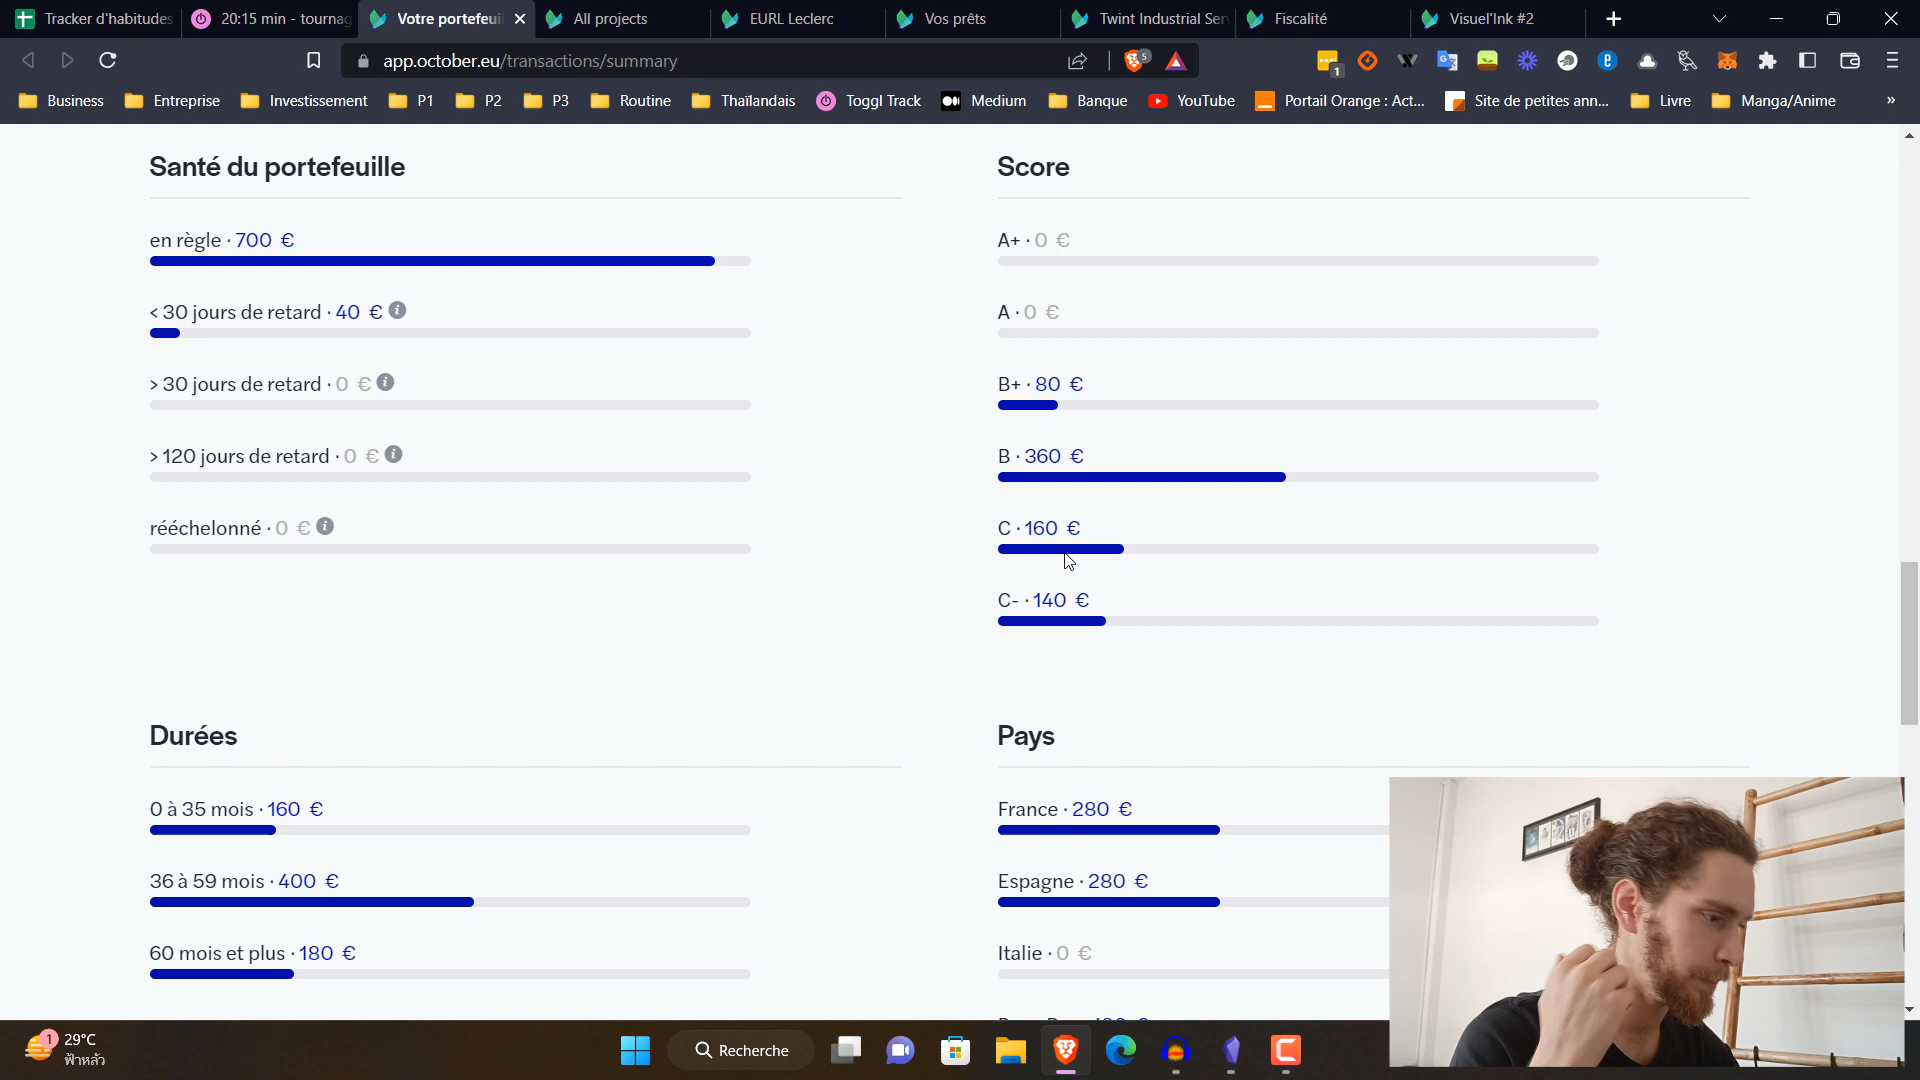 Tracker d'habitudes
20:15 min - tournag
Votre portefeui
All projects
EURL Leclerc
Vos prêts
Twint Industrial Ser
Fiscalité
Visuel'Ink #2
app.october.eu/transactions/summary
5
1
Business
Entreprise
Investissement
P1
P2
P3
Routine
Thaïlandais
Toggl Track
Medium
Banque
YouTube
Portail Orange : Act...
Site de petites ann...
Livre
Manga/Anime
»
Santé du portefeuille
en règle · 700 €
< 30 jours de retard · 40 €
> 30 jours de retard · 0 €
> 120 jours de retard · 0 €
rééchelonné · 0 €
Score
A+ · 0 €
A · 0 €
B+ · 80 €
B · 360 €
C · 160 €
C- · 140 €
Durées
0 à 35 mois · 160 €
36 à 59 mois · 400 €
60 mois et plus · 180 €
Pays
France · 280 €
Espagne · 280 €
Italie · 0 €
1
29°C
ฟ้าหลัว
Recherche